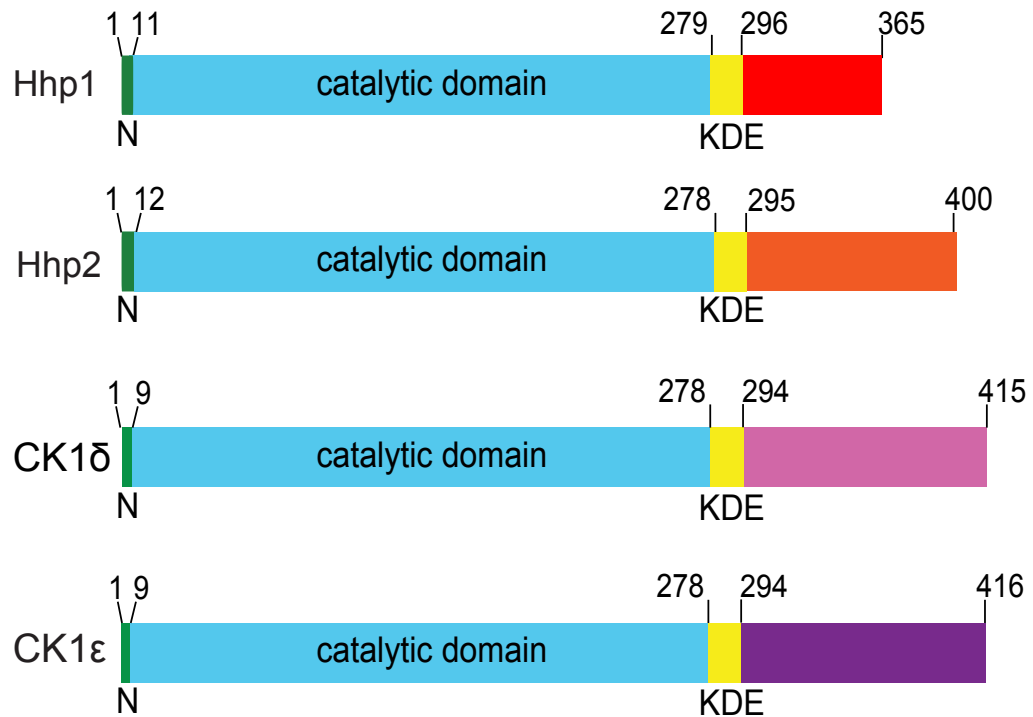 1 11 279 296 365
Hhp1 catalytic domain
N KDE
1 12 278 295 400
Hhp2 catalytic domain
N KDE
1 9 278 294 415
CK1δ catalytic domain
N KDE
1 9 278 294 416
CK1ε catalytic domain
N KDE